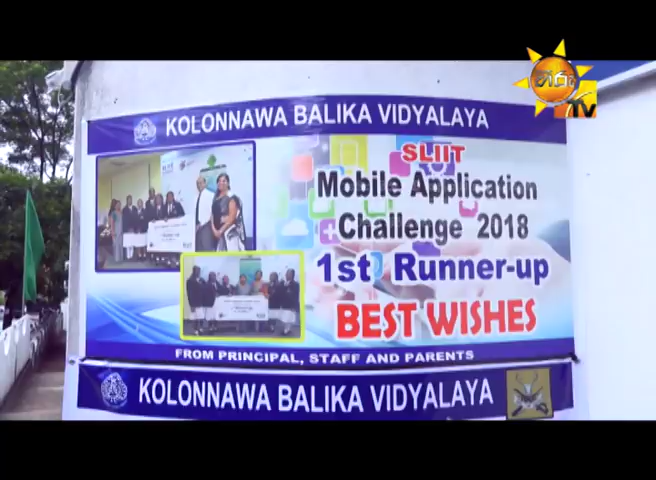 හිරු
TV
KOLONNAWA BALIKA VIDYALAYA
SLIIT
Mobile Application
Challenge 2018
1st Runner-up
BEST WISHES
FROM PRINCIPAL, STAFF AND PARENTS
KOLONNAWA BALIKA VIDYALAYA